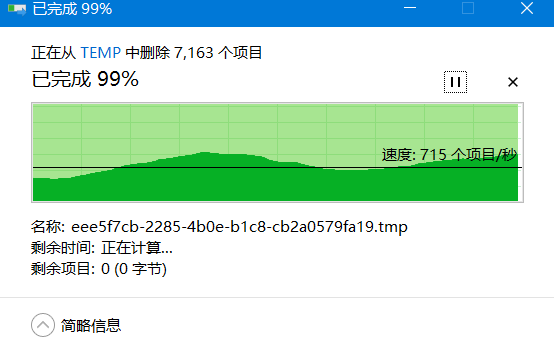 已完成 99%
正在从 TEMP 中删除 7,163 个项目
已完成 99%
速度: 715 个项目/秒
名称: eee5f7cb-2285-4b0e-b1c8-cb2a0579fa19.tmp
剩余时间: 正在计算...
剩余项目: 0 (0 字节)
简略信息